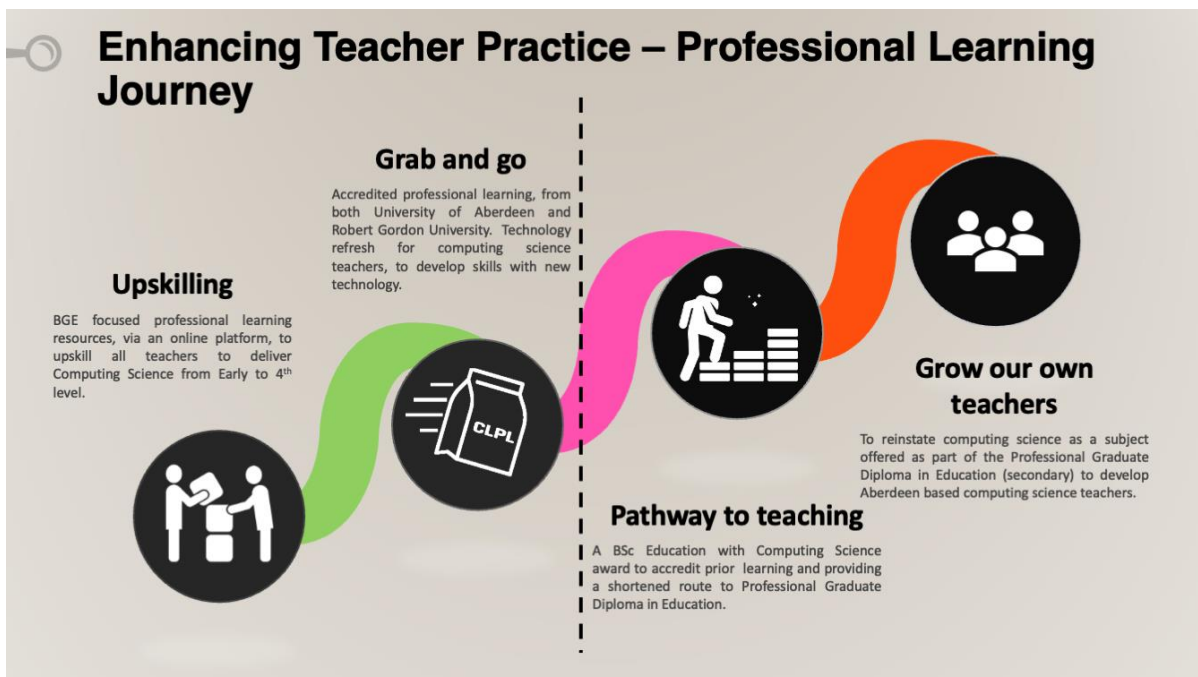 Enhancing Teacher Practice – Professional Learning
Journey
Upskilling
BGE focused professional learning
resources, via an online platform, to
upskill all teachers to deliver
Computing Science from Early to 4th
level.
Grab and go
Accredited professional learning, from
both University of Aberdeen and
Robert Gordon University. Technology
refresh for computing science
teachers, to develop skills with new
technology.
CLPL
Pathway to teaching
A BSc Education with Computing Science
award to accredit prior learning and providing
a shortened route to Professional Graduate
Diploma in Education.
Grow our own
teachers
To reinstate computing science as a subject
offered as part of the Professional Graduate
Diploma in Education (secondary) to develop
Aberdeen based computing science teachers.